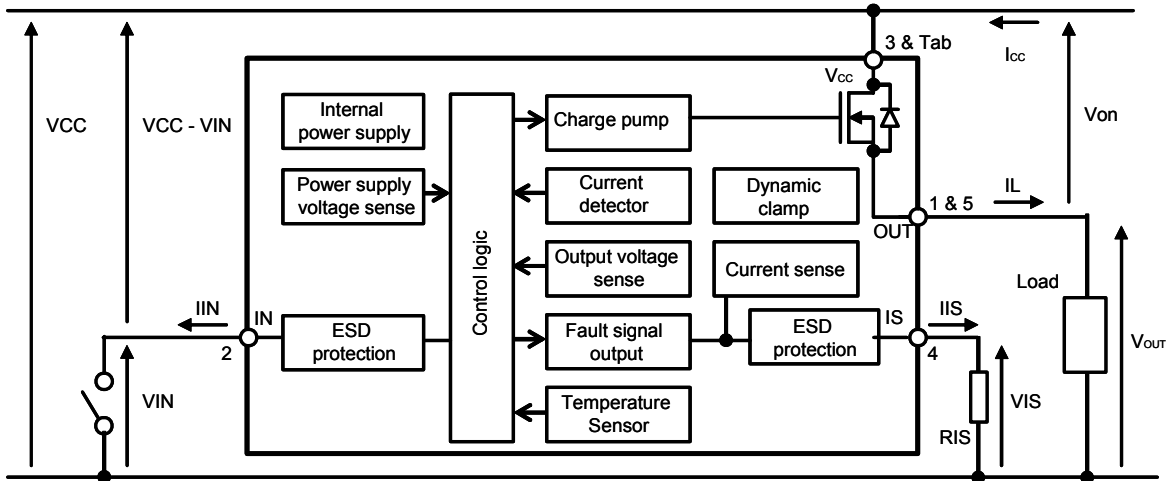 3 & Tab
ICC
VCC
VCC
VCC - VIN
Internal
power supply
Charge pump
Von
Power supply
voltage sense
Current
detector
Dynamic
clamp
1 & 5
IL
OUT
Control logic
Output voltage
sense
Current sense
Load
IIN
IN
ESD
protection
Fault signal
output
ESD
protection
IS
IIS
2
4
VOUT
VIN
Temperature
Sensor
VIS
RIS